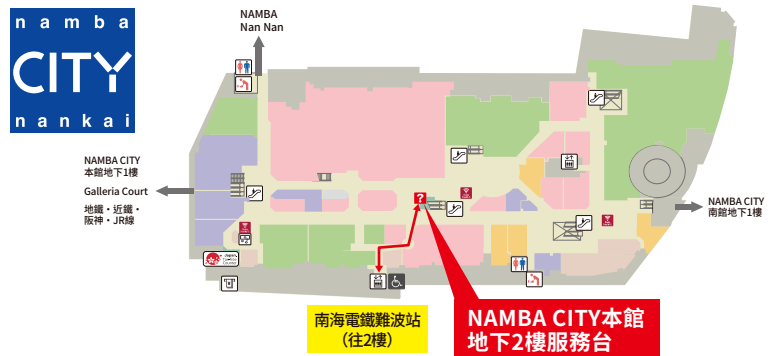 namba
CITY
nankai
NAMBA
Nan Nan
NAMBA CITY
本館地下1樓
Galleria Court
地鐵・近鐵・
阪神・JR線
NAMBA CITY
南館地下1樓
?
南海電鐵難波站
（往2樓）
NAMBA CITY本館
地下2樓服務台